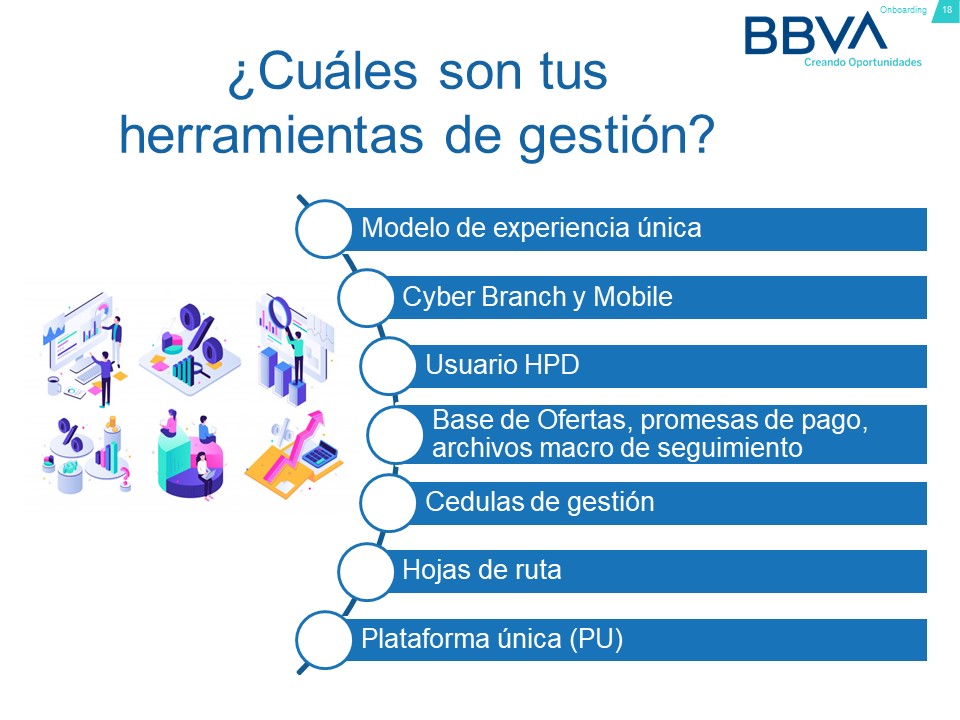 Onboarding 18
BBVA
Creando Oportunidades
¿Cuáles son tus
herramientas de gestión?
Modelo de experiencia única
Cyber Branch y Mobile
Usuario HPD
Base de Ofertas, promesas de pago,
archivos macro de seguimiento
Cedulas de gestión
Hojas de ruta
Plataforma única (PU)